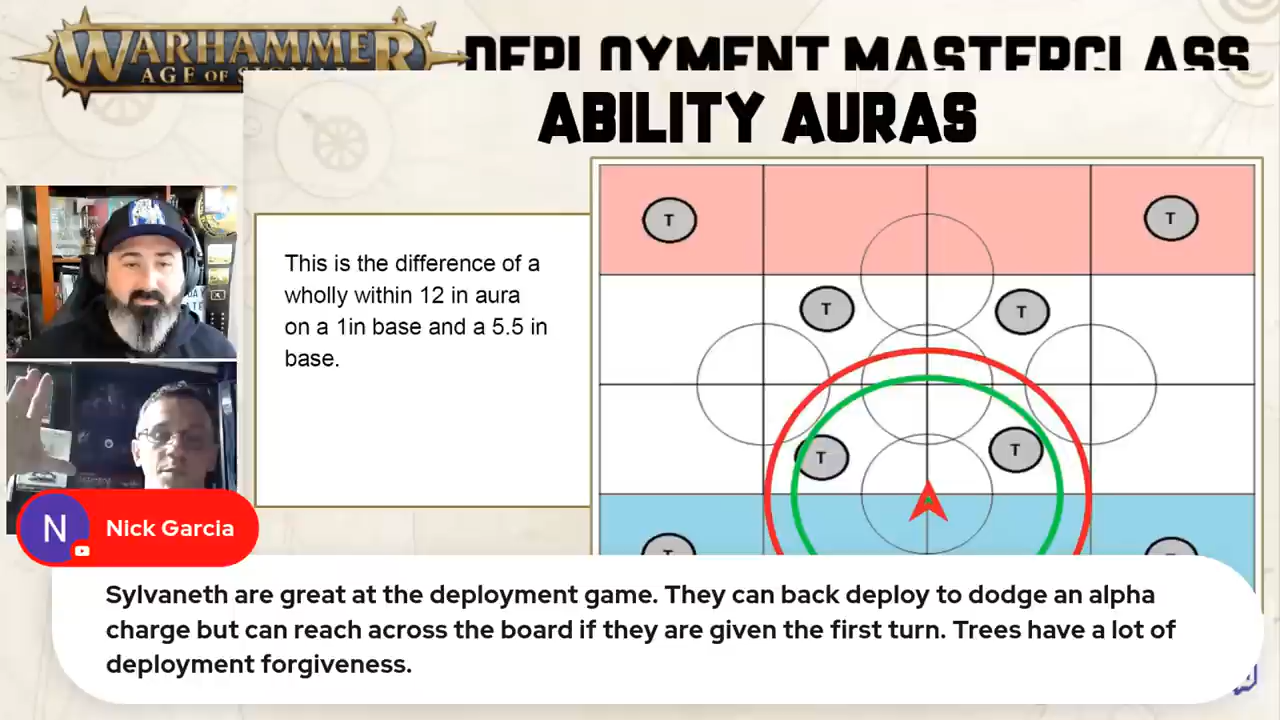 WARHAMMER
AGE OF SIGMAR
DEPLOYMENT MASTERCLASS
ABILITY AURAS
This is the difference of a
wholly within 12 in aura
on a 1in base and a 5.5 in
base.
T
T
T
T
T
T
T
T
N
Nick Garcia
Sylvaneth are great at the deployment game. They can back deploy to dodge an alpha
charge but can reach across the board if they are given the first turn. Trees have a lot of
deployment forgiveness.